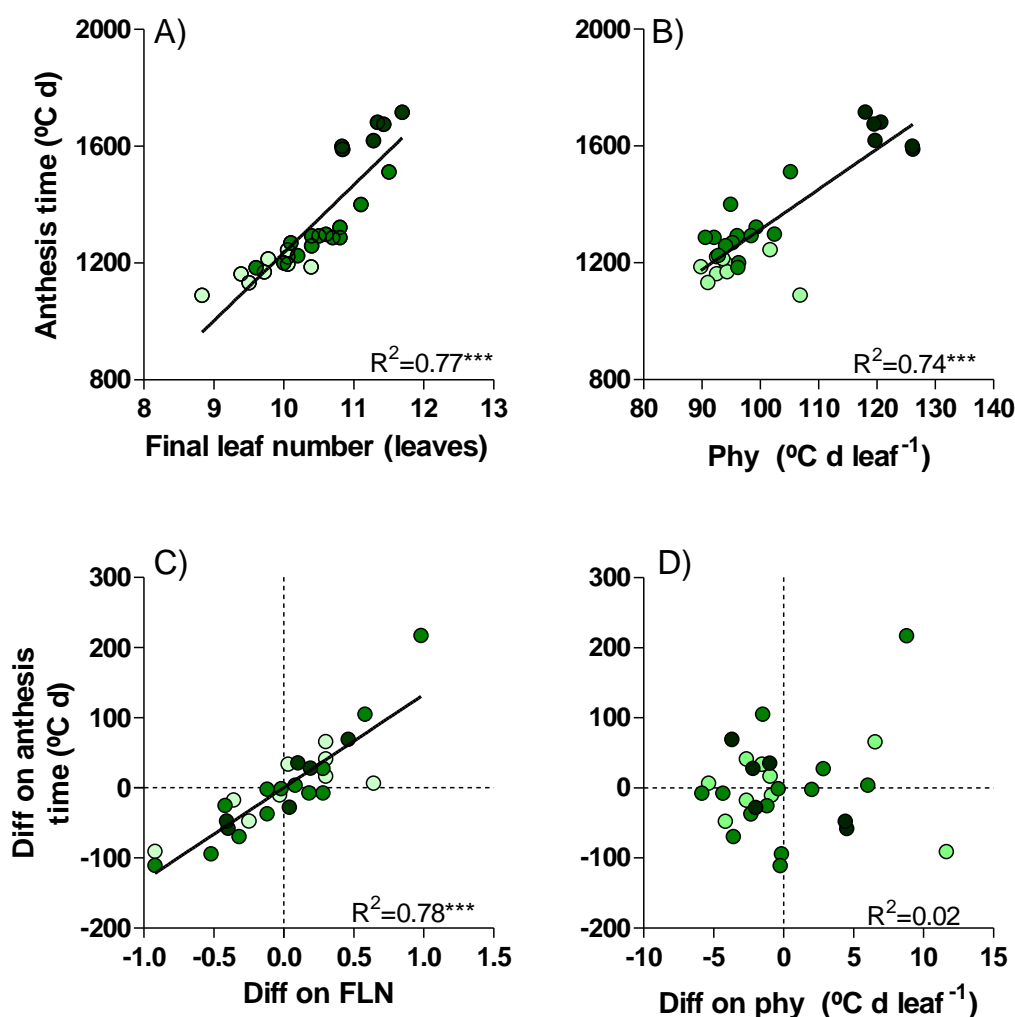 A)
2000
1600
1200
800
Anthesis time (ºC d)
R²=0.77***
8 9 10 11 12 13
Final leaf number (leaves)
B)
2000
1600
1200
800
R²=0.74***
80 90 100 110 120 130 140
Phy (ºC d leaf⁻¹)
C)
300
200
100
0
-100
-200
Diff on anthesis
time (ºC d)
R²=0.78***
-1.0 -0.5 0.0 0.5 1.0 1.5
Diff on FLN
D)
300
200
100
0
-100
-200
R²=0.02
-10 -5 0 5 10 15
Diff on phy (ºC d leaf⁻¹)